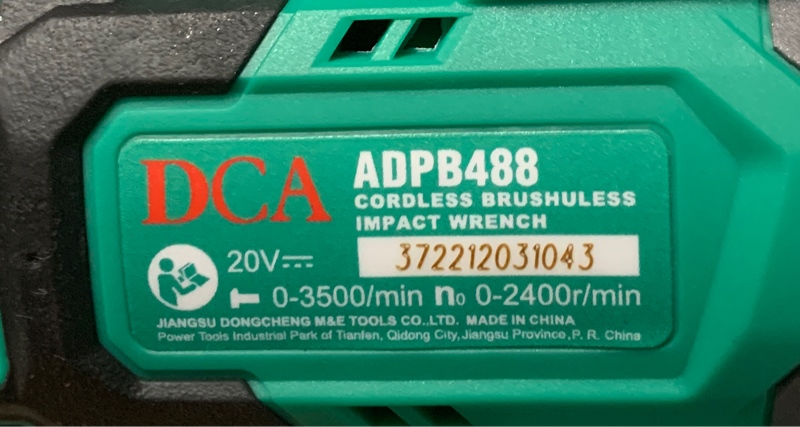 DCA
ADPB488
CORDLESS BRUSHULESS
IMPACT WRENCH
20V
372212031043
0-3500/min n₀ 0-2400r/min
JIANGSU DONGCHENG M&E TOOLS CO.,LTD. MADE IN CHINA
Power Tools Industrial Park of Tianfen, Qidong City, Jiangsu Province, P. R. China